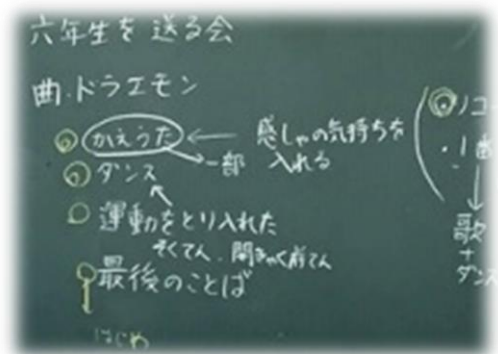 六年生を送る会
曲.ドラエモン
かえうた ← 感しゃの気持ちを
入れる
→一部
ダンス
運動をとり入れた
そくてん.開きゃく前てん
最後のことば
はじめ
リコ
・1番
↓
歌
+
ダンス